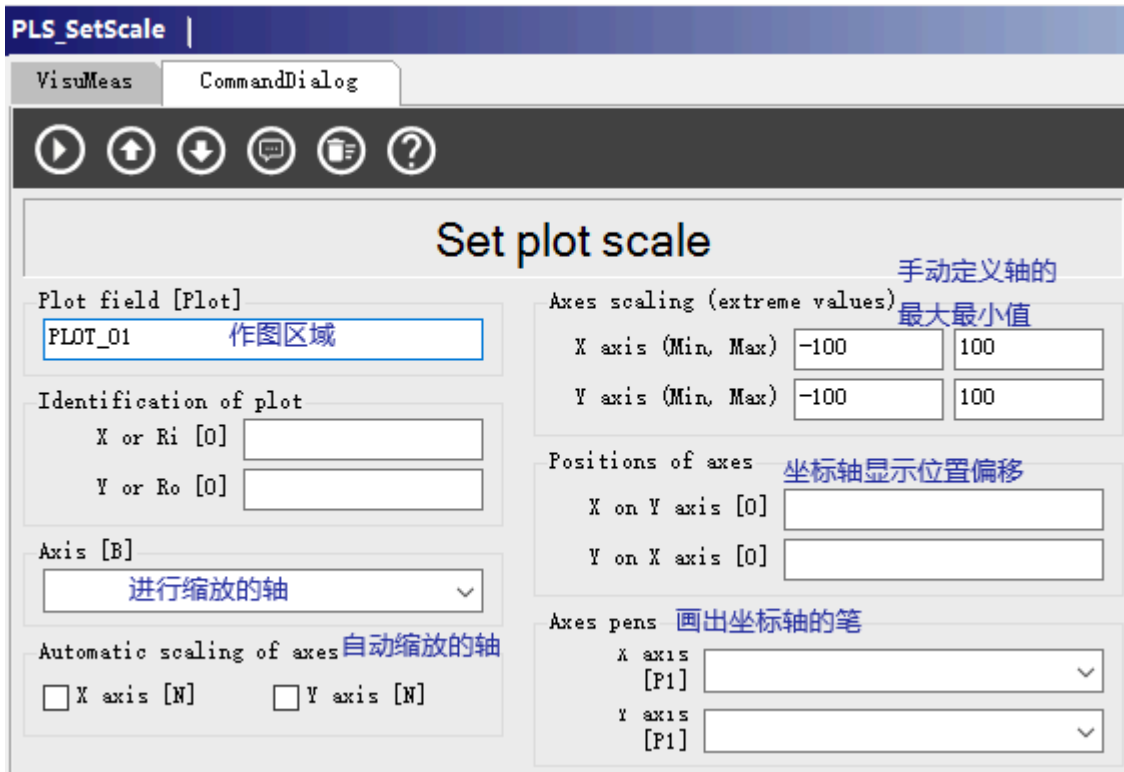 PLS_SetScale
VisuMeas
CommandDialog
Set plot scale
Plot field [Plot]
PLOT_01 作图区域
Identification of plot
X or Ri [0]
Y or Ro [0]
Axis [B]
进行缩放的轴
Automatic scaling of axes 自动缩放的轴
X axis [N] Y axis [N]
手动定义轴的
最大最小值
Axes scaling (extreme values)
X axis (Min, Max) -100 100
Y axis (Min, Max) -100 100
Positions of axes 坐标轴显示位置偏移
X on Y axis [0]
Y on X axis [0]
Axes pens 画出坐标轴的笔
X axis
[P1]
Y axis
[P1]